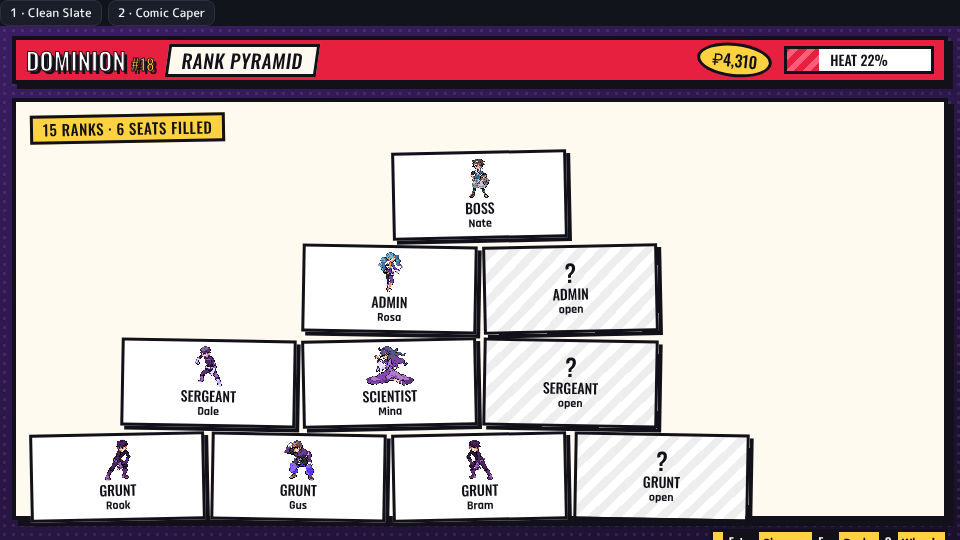 1 · Clean Slate
2 · Comic Caper
DOMINION #18
RANK PYRAMID
₽4,310
HEAT 22%
15 RANKS · 6 SEATS FILLED
BOSS
Nate
ADMIN
Rosa
?
ADMIN
open
SERGEANT
Dale
SCIENTIST
Mina
?
SERGEANT
open
GRUNT
Rook
GRUNT
Gus
GRUNT
Bram
?
GRUNT
open